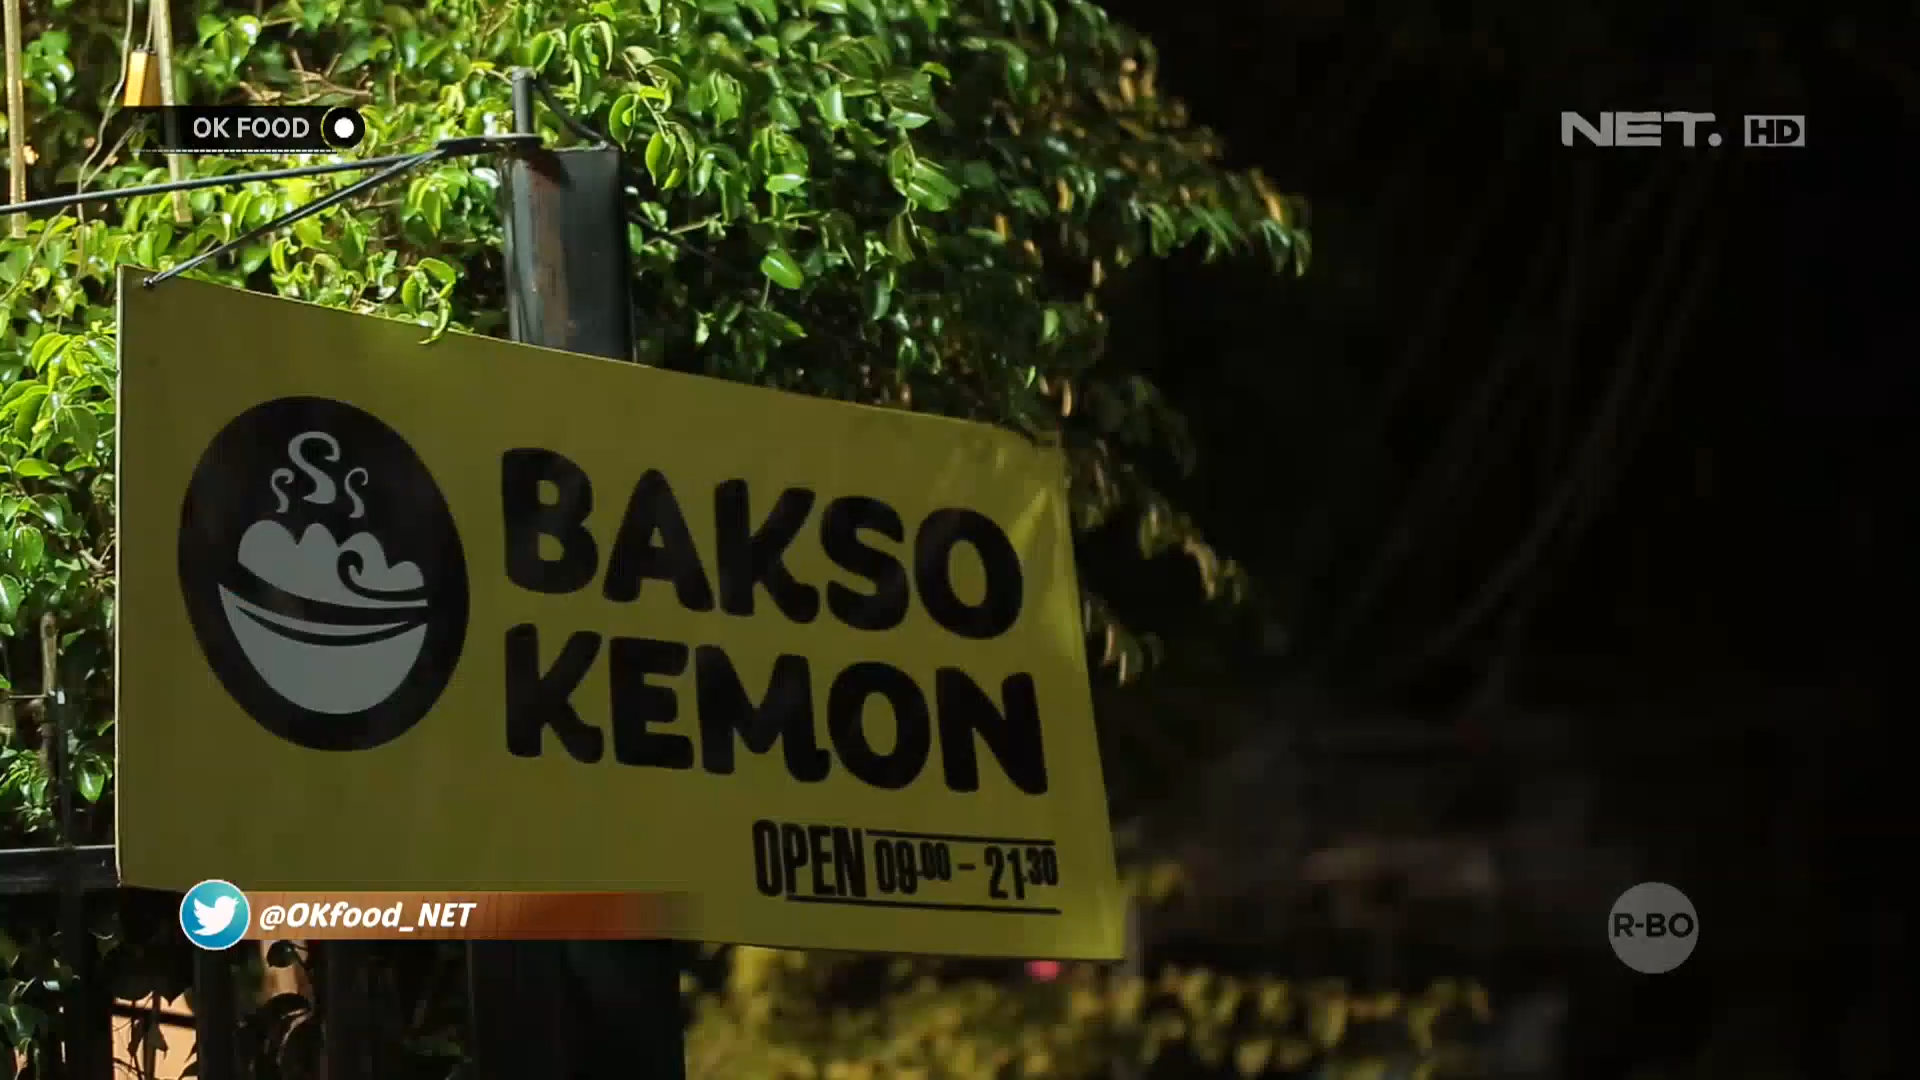 OK FOOD
NET. HD
BAKSO
KEMON
OPEN 09.00 - 21.30
@OKfood_NET
R-BO